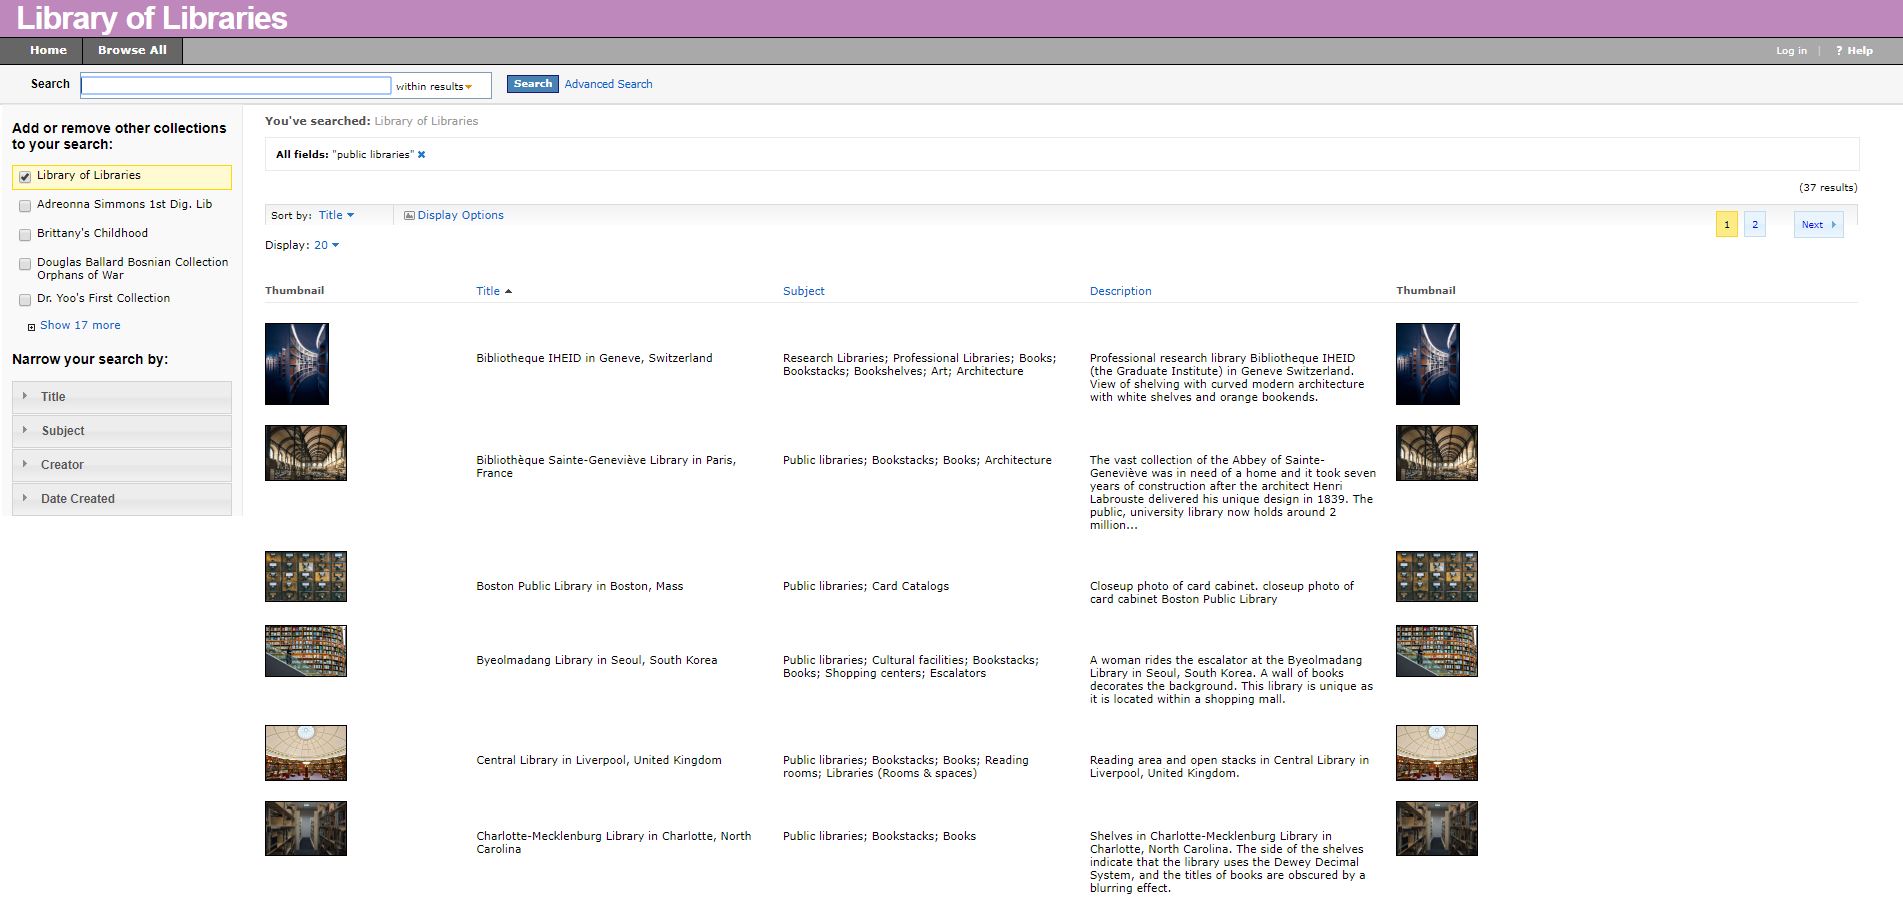 Library of Libraries
Home Browse All Log in | ? Help
Search within results Search Advanced Search
Add or remove other collections
to your search:
Library of Libraries
Adreonna Simmons 1st Dig. Lib
Brittany's Childhood
Douglas Ballard Bosnian Collection
Orphans of War
Dr. Yoo's First Collection
Show 17 more
Narrow your search by:
Title
Subject
Creator
Date Created
You've searched: Library of Libraries
All fields: "public libraries"
(37 results)
Sort by: Title Display Options 1 2 Next
Display: 20
Thumbnail Title Subject Description Thumbnail
Bibliotheque IHEID in Geneve, Switzerland
Research Libraries; Professional Libraries; Books;
Bookstacks; Bookshelves; Art; Architecture
Professional research library Bibliotheque IHEID
(the Graduate Institute) in Geneve Switzerland.
View of shelving with curved modern architecture
with white shelves and orange bookends.
Bibliothèque Sainte-Geneviève Library in Paris,
France
Public libraries; Bookstacks; Books; Architecture
The vast collection of the Abbey of Sainte-
Geneviève was in need of a home and it took seven
years of construction after the architect Henri
Labrouste delivered his unique design in 1839. The
public, university library now holds around 2
million...
Boston Public Library in Boston, Mass
Public libraries; Card Catalogs
Closeup photo of card cabinet. closeup photo of
card cabinet Boston Public Library
Byeolmadang Library in Seoul, South Korea
Public libraries; Cultural facilities; Bookstacks;
Books; Shopping centers; Escalators
A woman rides the escalator at the Byeolmadang
Library in Seoul, South Korea. A wall of books
decorates the background. This library is unique as
it is located within a shopping mall.
Central Library in Liverpool, United Kingdom
Public libraries; Bookstacks; Books; Reading
rooms; Libraries (Rooms & spaces)
Reading area and open stacks in Central Library in
Liverpool, United Kingdom.
Charlotte-Mecklenburg Library in Charlotte, North
Carolina
Public libraries; Bookstacks; Books
Shelves in Charlotte-Mecklenburg Library in
Charlotte, North Carolina. The side of the shelves
indicate that the library uses the Dewey Decimal
System, and the titles of books are obscured by a
blurring effect.